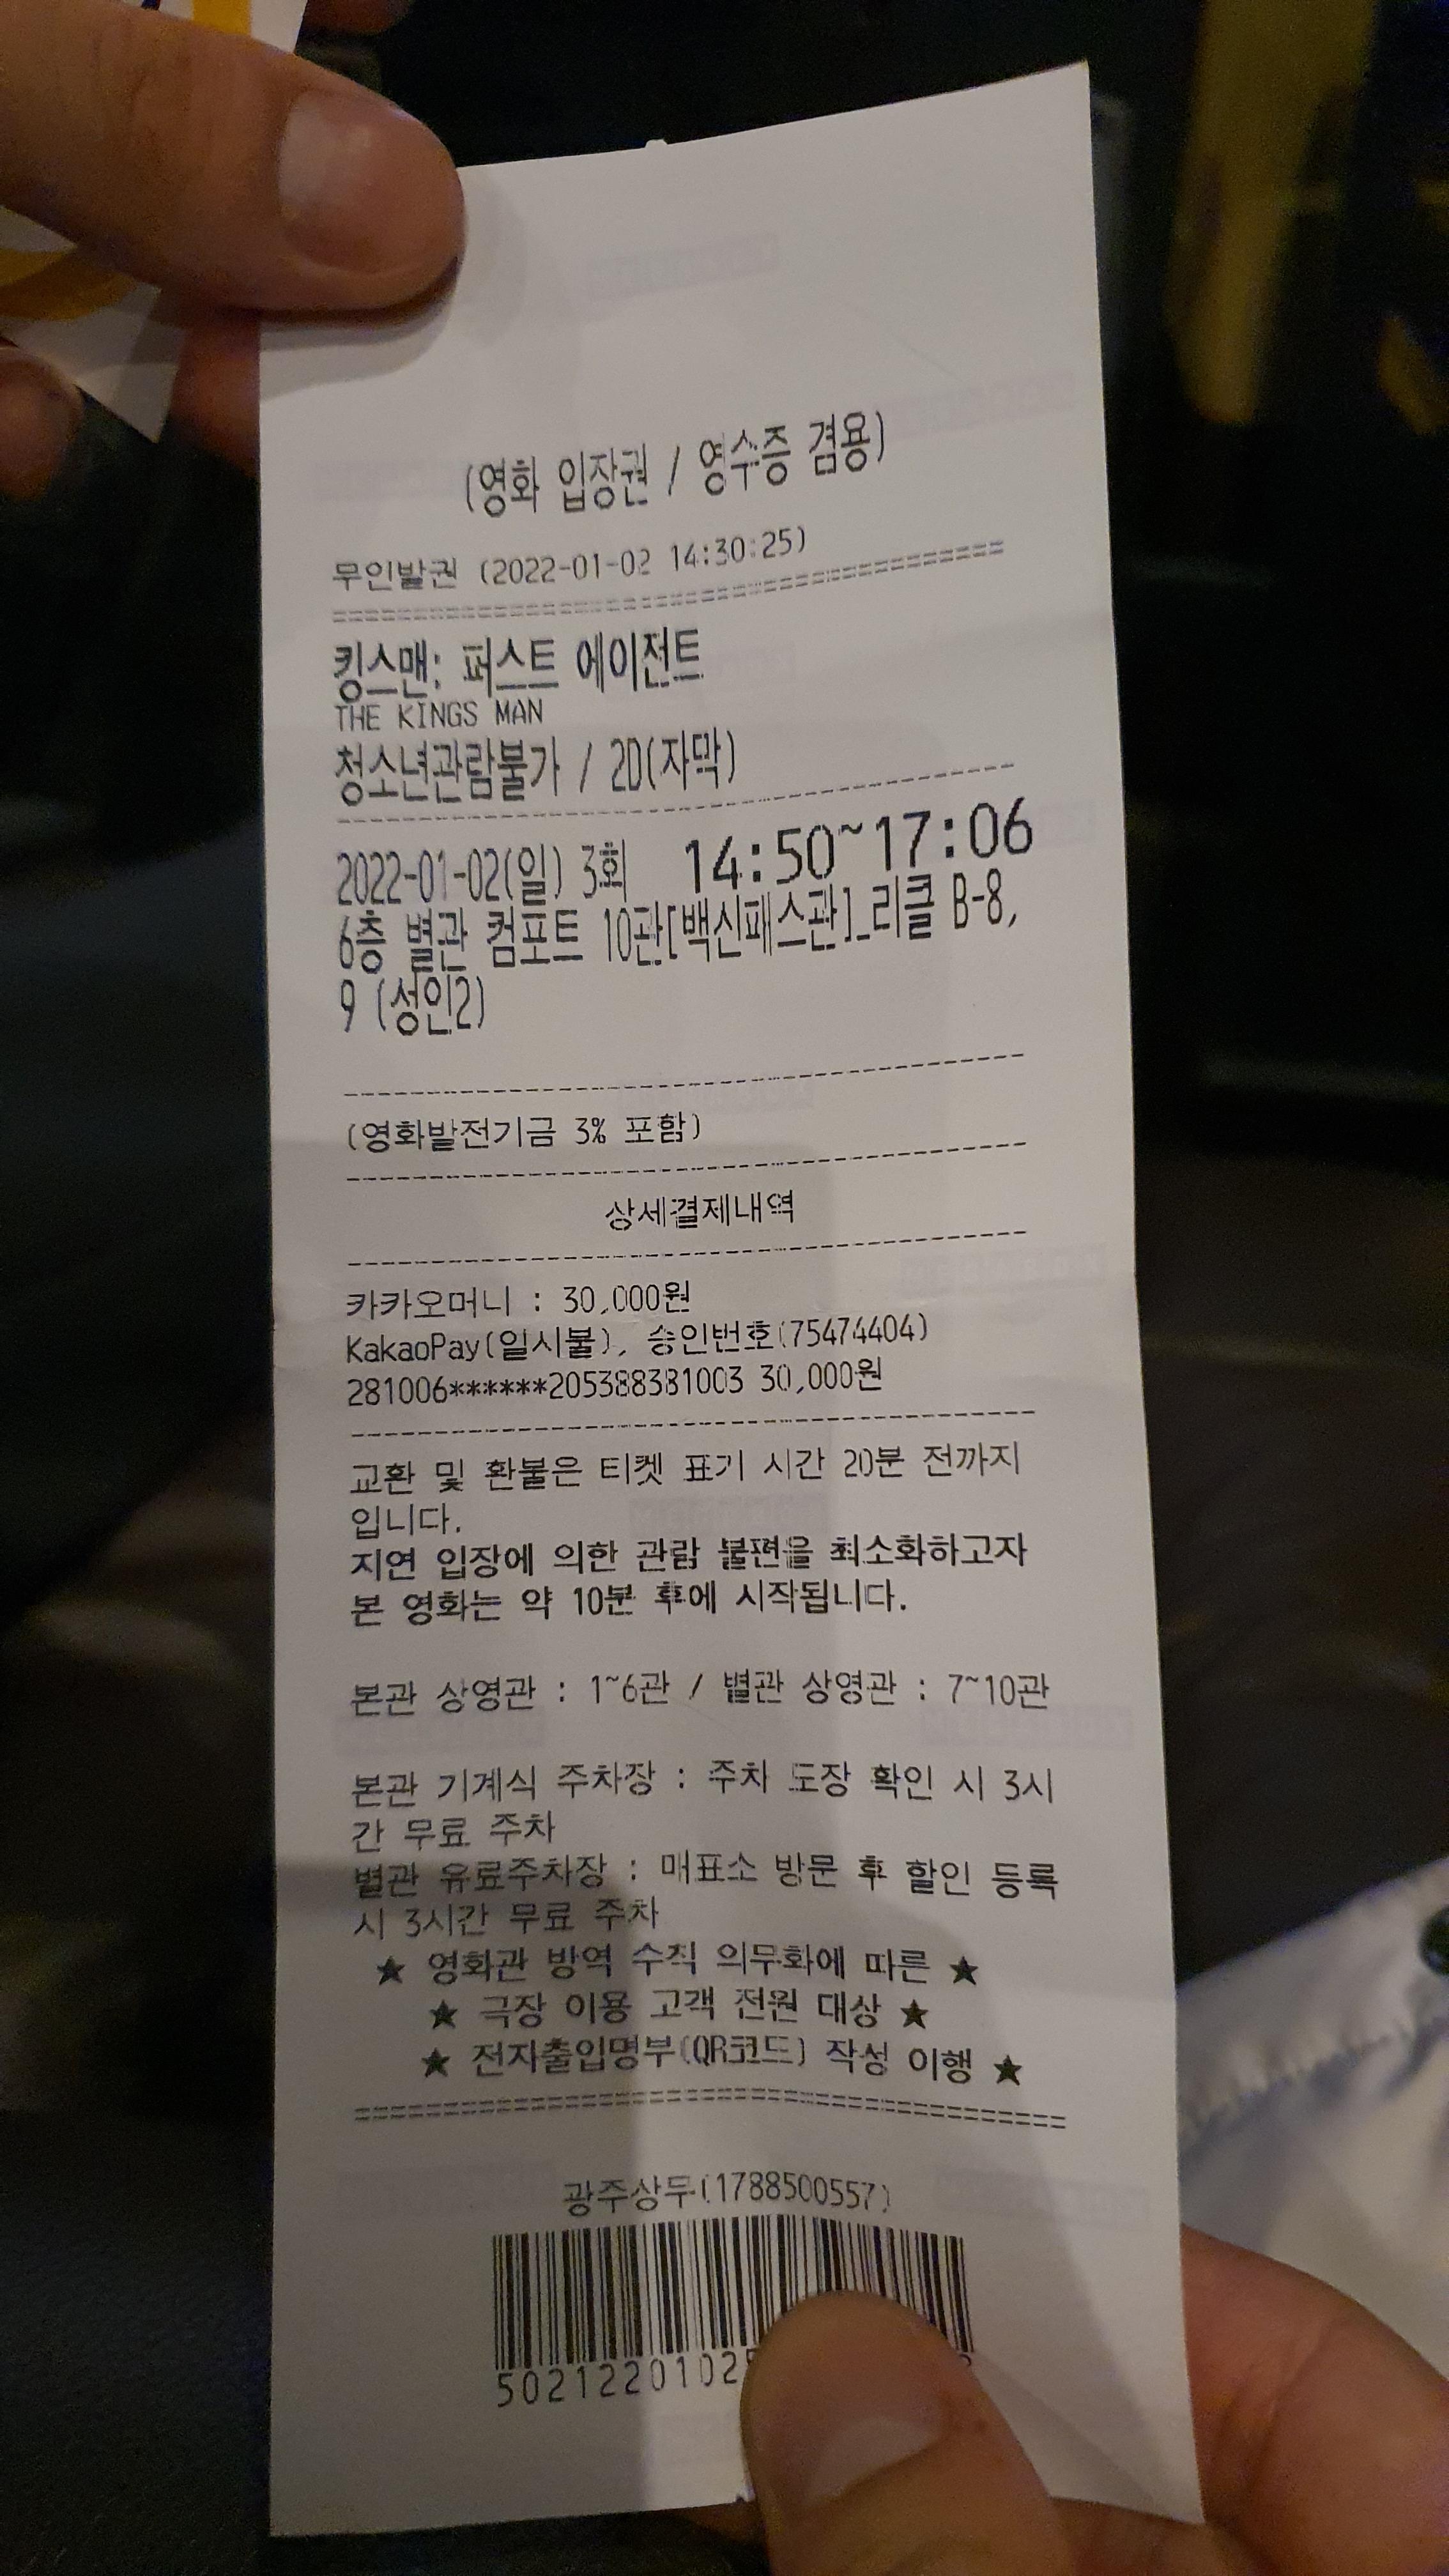 (영화 입장권 / 영수증 겸용)
무인발권 (2022-01-02 14:30:25)
킹스맨: 퍼스트 에이전트
THE KINGS MAN
청소년관람불가 / 2D(자막)
2022-01-02(일) 3회 14:50~17:06
6층 별관 컴포트 10관[백신패스관]_리클 B-8,
9 (성인2)
(영화발전기금 3% 포함)
상세결제내역
카카오머니 : 30,000원
KakaoPay(일시불), 승인번호(75474404)
281006******205388381003 30,000원
교환 및 환불은 티켓 표기 시간 20분 전까지
입니다.
지연 입장에 의한 관람 불편을 최소화하고자
본 영화는 약 10분 후에 시작됩니다.
본관 상영관 : 1~6관 / 별관 상영관 : 7~10관
본관 기계식 주차장 : 주차 도장 확인 시 3시
간 무료 주차
별관 유료주차장 : 매표소 방문 후 할인 등록
시 3시간 무료 주차
★ 영화관 방역 수칙 의무화에 따른 ★
★ 극장 이용 고객 전원 대상 ★
★ 전자출입명부(QR코드) 작성 이행 ★
광주상무(1788500557)
5021220102